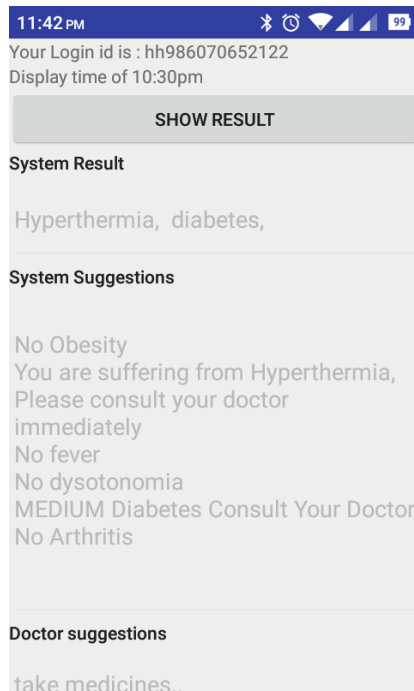 11:42 PM
99
Your Login id is : hh986070652122
Display time of 10:30pm
SHOW RESULT
System Result
Hyperthermia,  diabetes,
System Suggestions
No Obesity
You are suffering from Hyperthermia,
Please consult your doctor
immediately
No fever
No dysotonomia
MEDIUM Diabetes Consult Your Doctor
No Arthritis
Doctor suggestions
take medicines..